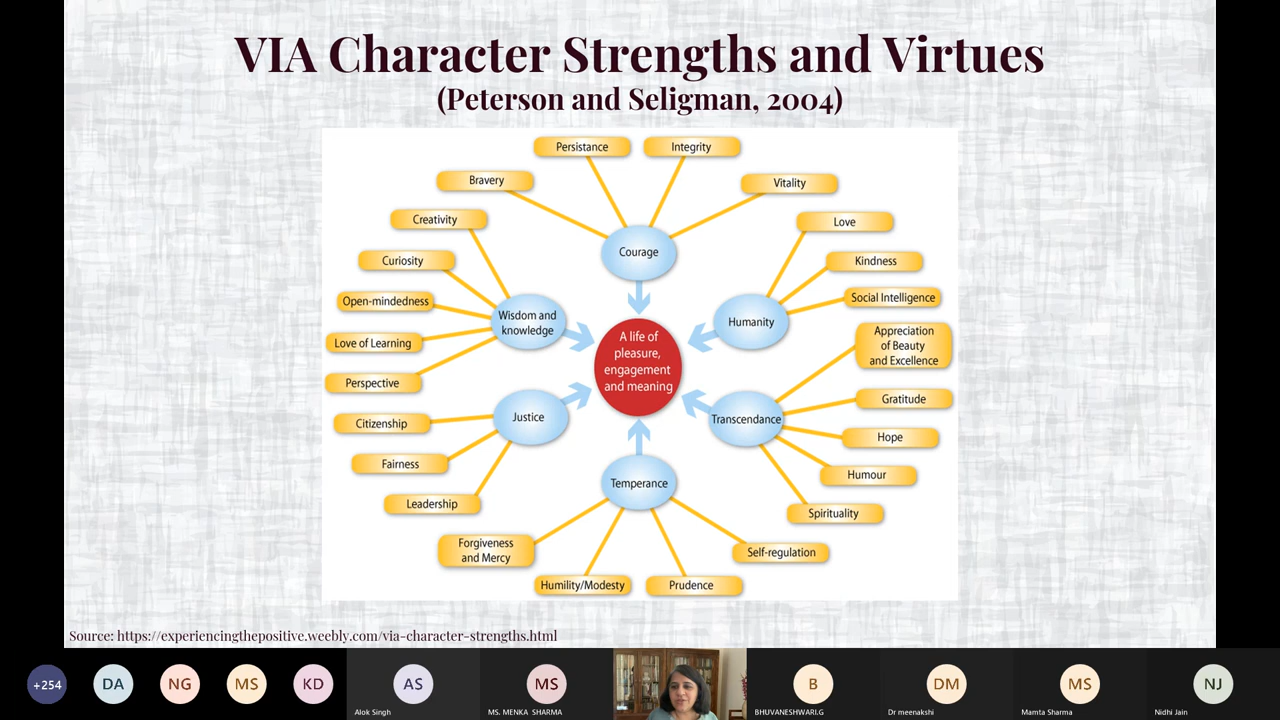 VIA Character Strengths and Virtues
(Peterson and Seligman, 2004)
Persistance
Integrity
Bravery
Vitality
Creativity
Love
Courage
Curiosity
Kindness
Open-mindedness
Social Intelligence
Wisdom and
knowledge
Humanity
Love of Learning
Appreciation
of Beauty
and Excellence
A life of
pleasure,
engagement
and meaning
Perspective
Gratitude
Citizenship
Justice
Transcendance
Hope
Fairness
Humour
Temperance
Leadership
Spirituality
Forgiveness
and Mercy
Self-regulation
Humility/Modesty
Prudence
Source: https://experiencingthepositive.weebly.com/via-character-strengths.html
+254
DA
NG
MS
KD
AS
Alok Singh
MS
MS. MENKA SHARMA
B
BHUVANESHWARI.G
DM
Dr meenakshi
MS
Mamta Sharma
NJ
Nidhi Jain